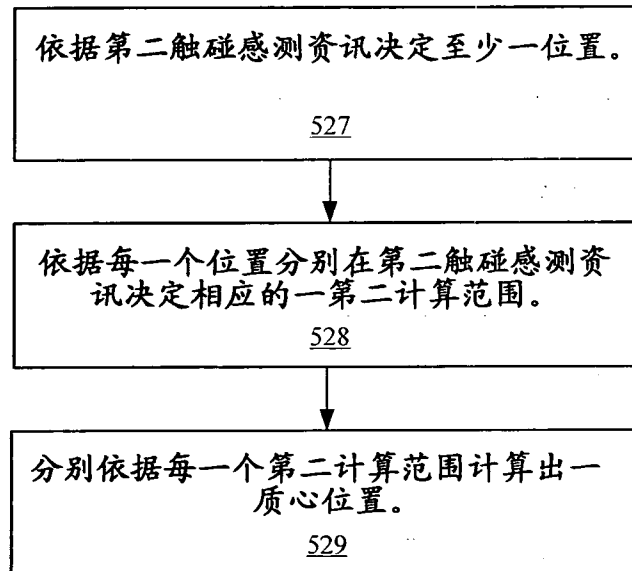 依据第二触碰感测资讯决定至少一位置。
527
依据每一个位置分别在第二触碰感测资
讯决定相应的一第二计算范围。
528
分别依据每一个第二计算范围计算出一
质心位置。
529